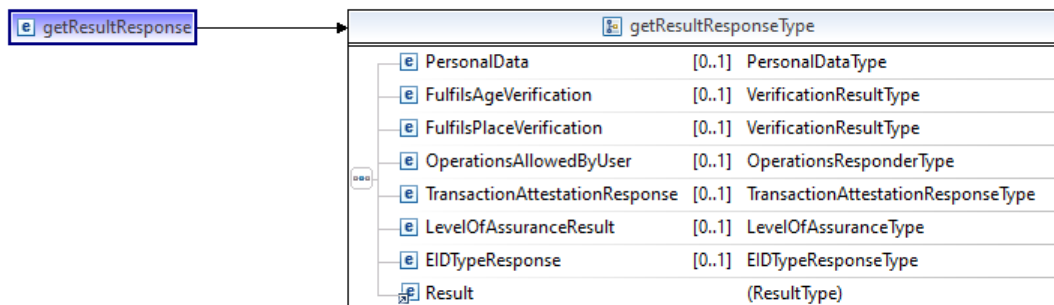 getResultResponse
getResultResponseType
PersonalData [0..1] PersonalDataType
FulfilsAgeVerification [0..1] VerificationResultType
FulfilsPlaceVerification [0..1] VerificationResultType
OperationsAllowedByUser [0..1] OperationsResponderType
TransactionAttestationResponse [0..1] TransactionAttestationResponseType
LevelOfAssuranceResult [0..1] LevelOfAssuranceType
EIDTypeResponse [0..1] EIDTypeResponseType
Result (ResultType)